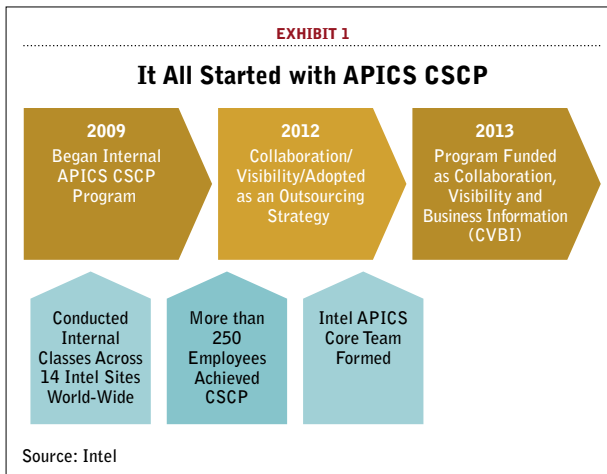 EXHIBIT 1
It All Started with APICS CSCP
2009
Began Internal
APICS CSCP
Program
2012
Collaboration/
Visibility/Adopted
as an Outsourcing
Strategy
2013
Program Funded
as Collaboration,
Visibility and
Business Information
(CVBI)
Conducted
Internal
Classes Across
14 Intel Sites
World-Wide
More than
250
Employees
Achieved
CSCP
Intel APICS
Core Team
Formed
Source: Intel